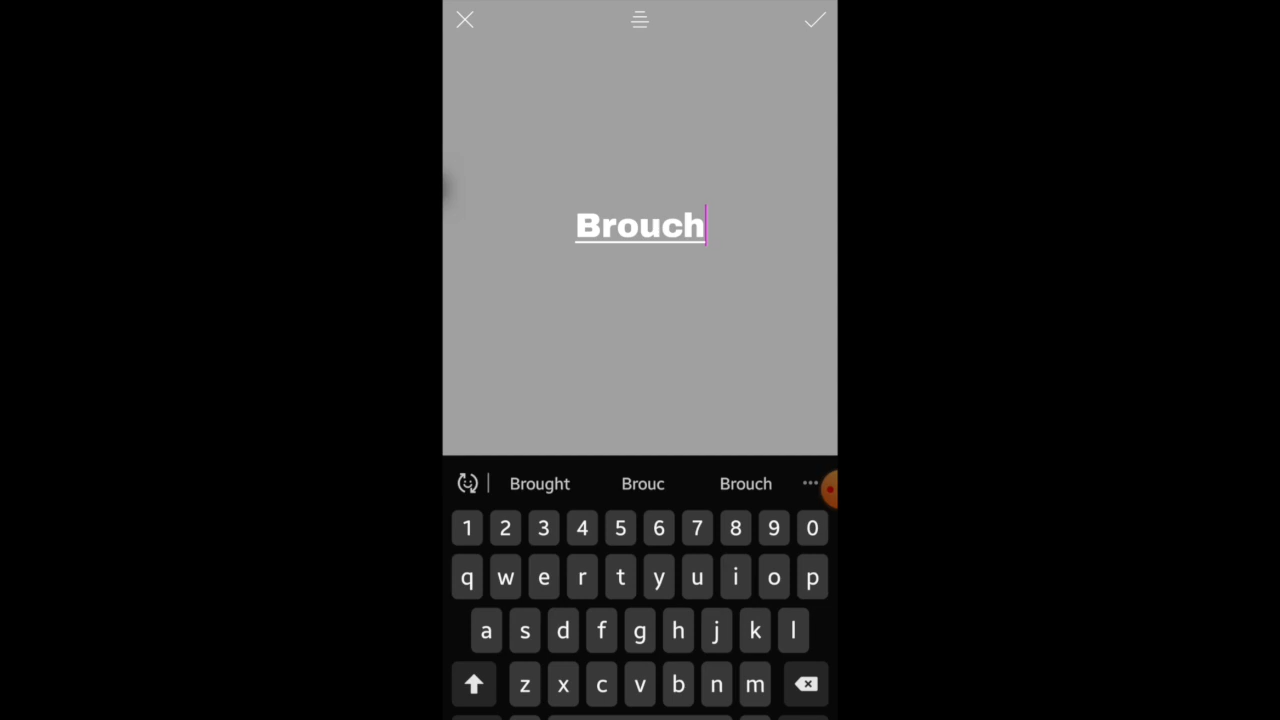 Brouch
Brought Brouc Brouch
1 2 3 4 5 6 7 8 9 0
q w e r t y u i o p
a s d f g h j k l
z x c v b n m